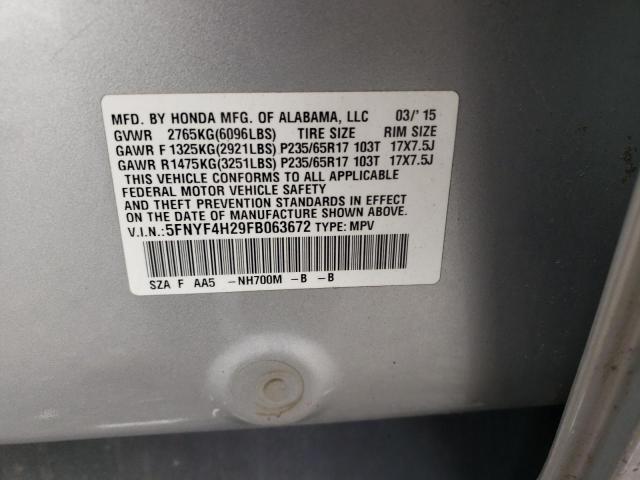 MFD. BY HONDA MFG. OF ALABAMA, LLC 03/'15
GVWR 2765KG(6096LBS) TIRE SIZE RIM SIZE
GAWR F 1325KG(2921LBS) P235/65R17 103T 17X7.5J
GAWR R 1475KG(3251LBS) P235/65R17 103T 17X7.5J
THIS VEHICLE CONFORMS TO ALL APPLICABLE
FEDERAL MOTOR VEHICLE SAFETY
AND THEFT PREVENTION STANDARDS IN EFFECT
ON THE DATE OF MANUFACTURE SHOWN ABOVE.
V.I.N.:5FNYF4H29FB063672 TYPE: MPV
SZA F AA5 -NH700M -B -B